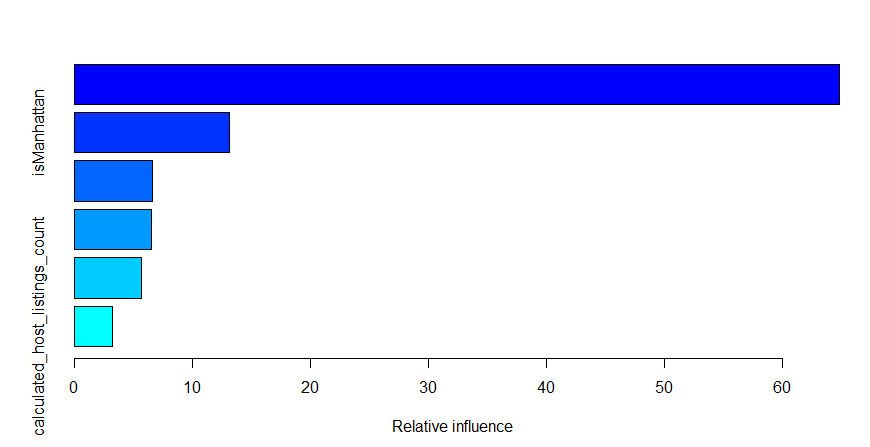 isManhattan
calculated_host_listings_count
0 10 20 30 40 50 60
Relative influence